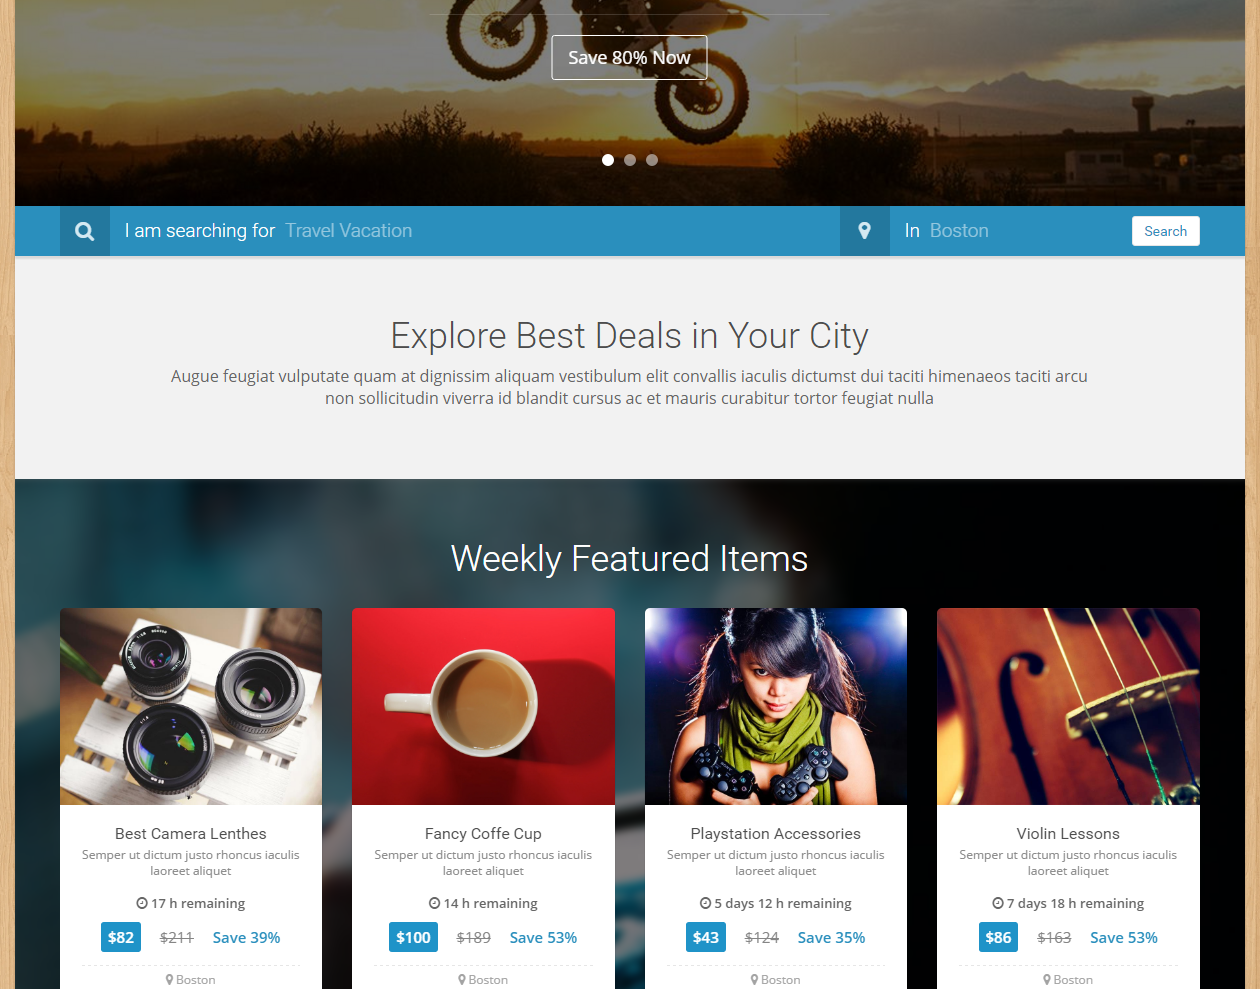 Save 80% Now
I am searching for Travel Vacation In Boston Search
Explore Best Deals in Your City
Augue feugiat vulputate quam at dignissim aliquam vestibulum elit convallis iaculis dictumst dui taciti himenaeos taciti arcu
non sollicitudin viverra id blandit cursus ac et mauris curabitur tortor feugiat nulla
Weekly Featured Items
Best Camera Lenthes
Semper ut dictum justo rhoncus iaculis
laoreet aliquet
17 h remaining
$82 $211 Save 39%
Boston
Fancy Coffe Cup
Semper ut dictum justo rhoncus iaculis
laoreet aliquet
14 h remaining
$100 $189 Save 53%
Boston
Playstation Accessories
Semper ut dictum justo rhoncus iaculis
laoreet aliquet
5 days 12 h remaining
$43 $124 Save 35%
Boston
Violin Lessons
Semper ut dictum justo rhoncus iaculis
laoreet aliquet
7 days 18 h remaining
$86 $163 Save 53%
Boston